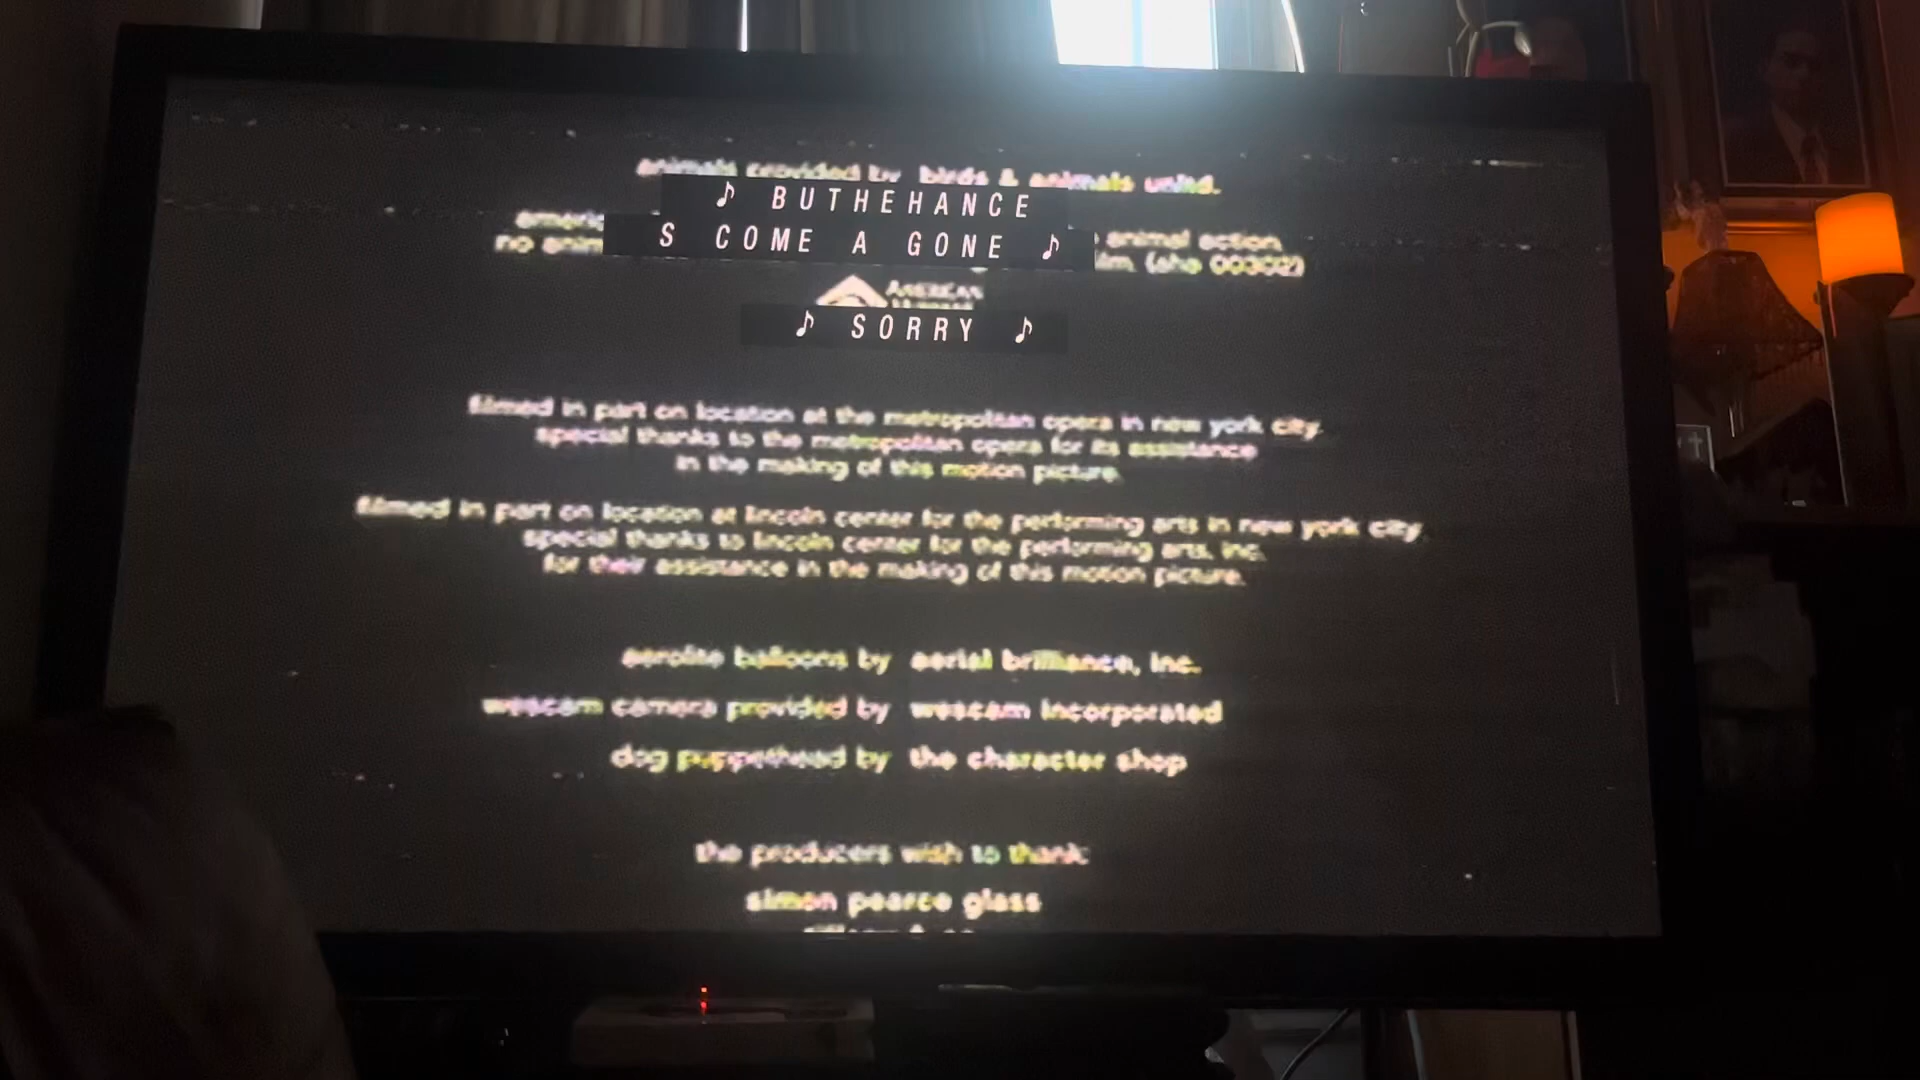 animals provided by birds & animals unltd.
♪ BUTHEHANCE
S COME A GONE ♪
animal action
no anim
(aha 00302)
AMERICAN
♪ SORRY ♪
filmed in part on location at the metropolitan opera in new york city.
special thanks to the metropolitan opera for its assistance
in the making of this motion picture.
filmed in part on location at lincoln center for the performing arts in new york city.
special thanks to lincoln center for the performing arts, inc.
for their assistance in the making of this motion picture.
aerolite balloons by aerial brilliance, inc.
wescam camera provided by wescam incorporated
dog puppethead by the character shop
the producers wish to thank:
simon pearce glass